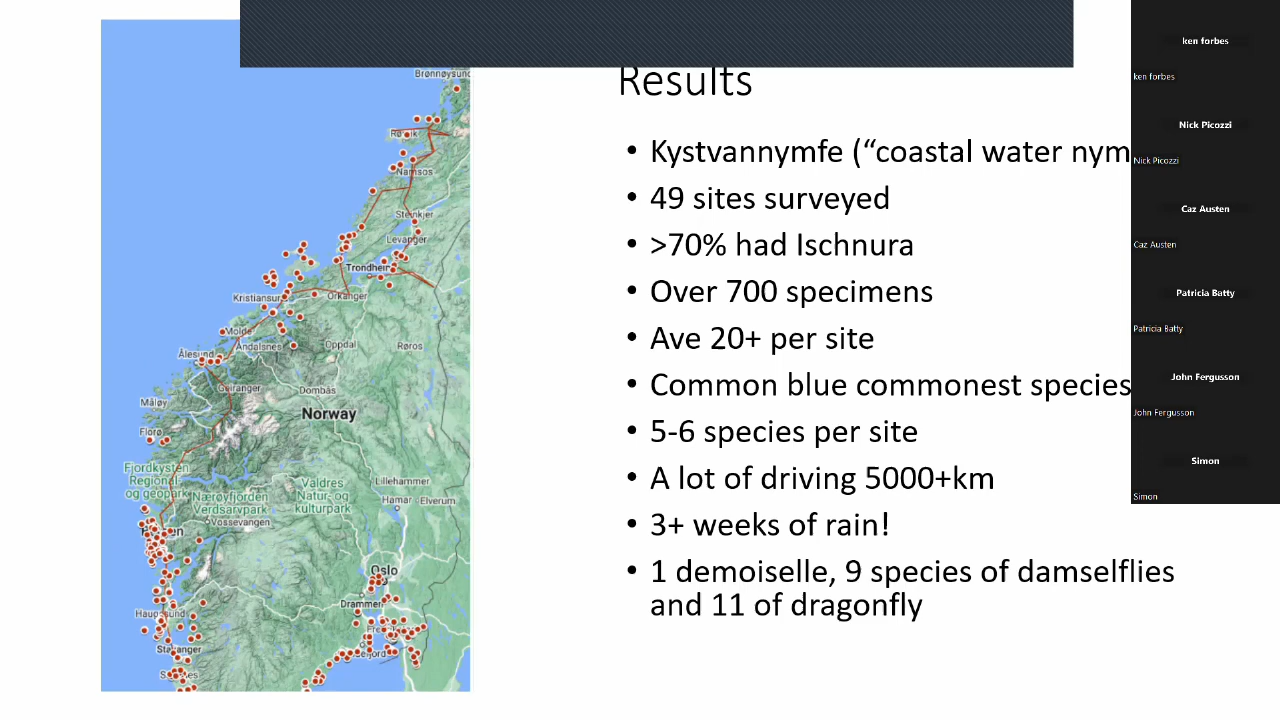 Results
• Kystvannymfe (“coastal water nym
• 49 sites surveyed
• >70% had Ischnura
• Over 700 specimens
• Ave 20+ per site
• Common blue commonest species
• 5-6 species per site
• A lot of driving 5000+km
• 3+ weeks of rain!
• 1 demoiselle, 9 species of damselflies
and 11 of dragonfly
Brønnøysun
Namsos
Steinkjer
Levanger
Trondheim
Orkanger
Kristiansun
Molde
Åndalsnes
Oppdal
Røros
Ålesund
Geiranger
Dombås
Måløy
Norway
Florø
Fjordkysten
Regional-
og geopark
Nærøyfjorden
Verdsarvpark
Vossevangen
Valdres
Natur- og
kulturpark
Lillehammer
Hamar
Elverum
Oslo
Drammen
Stavanger
ken forbes
ken forbes
Nick Picozzi
Nick Picozzi
Caz Austen
Caz Austen
Patricia Batty
Patricia Batty
John Fergusson
John Fergusson
Simon
Simon